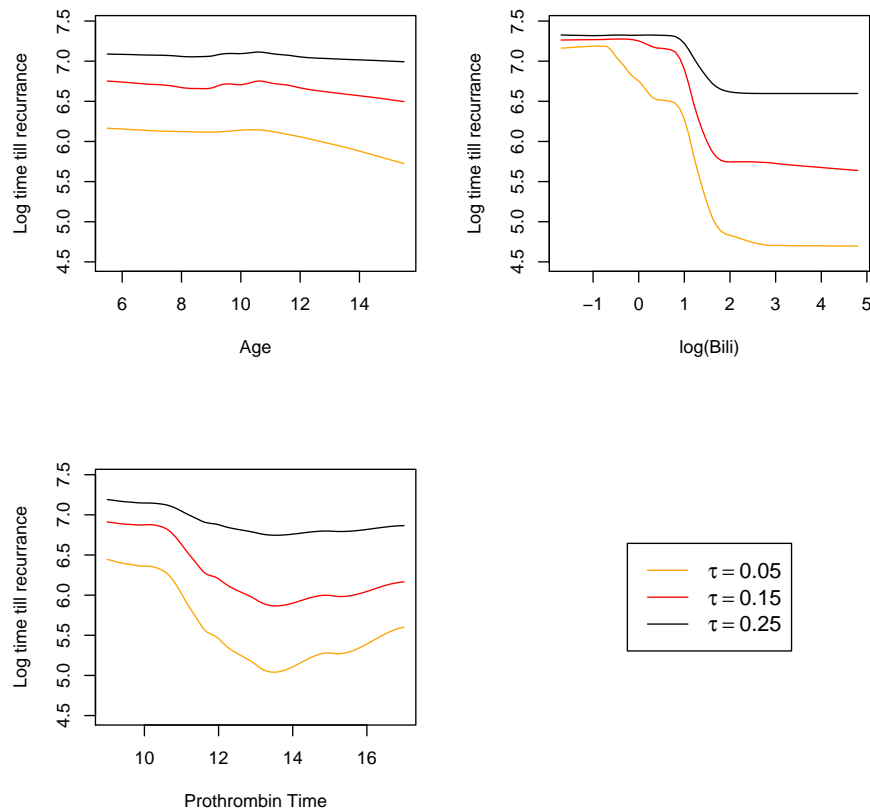 Log time till recurrance
4.5 5.0 5.5 6.0 6.5 7.0 7.5
6 8 10 12 14
Age
Log time till recurrance
4.5 5.0 5.5 6.0 6.5 7.0 7.5
−1 0 1 2 3 4 5
log(Bili)
Log time till recurrance
4.5 5.0 5.5 6.0 6.5 7.0 7.5
10 12 14 16
Prothrombin Time
τ = 0.05
τ = 0.15
τ = 0.25